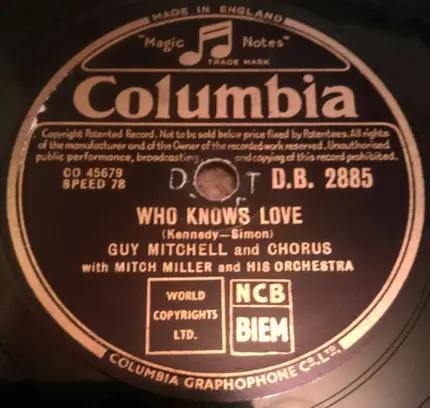 MADE IN ENGLAND
"Magic Notes"
TRADE MARK
Columbia
Copyright Patented Record. Not to be sold below price fixed by Patentees. All rights
of the manufacturer and of the Owner of the recorded work reserved. Unauthorised
public performance, broadcasting and copying of this record prohibited.
CO 45679
SPEED 78
D.B. 2885
WHO KNOWS LOVE
(Kennedy—Simon)
GUY MITCHELL and CHORUS
with MITCH MILLER and HIS ORCHESTRA
WORLD
COPYRIGHTS
LTD.
NCB
BIEM
COLUMBIA GRAPHOPHONE CO. LTD.